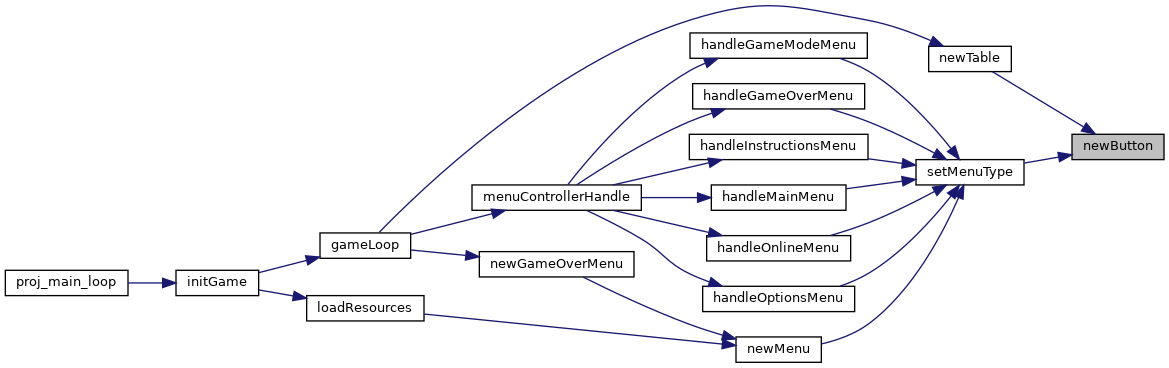 handleGameModeMenu
newTable
handleGameOverMenu
handleInstructionsMenu
newButton
setMenuType
menuControllerHandle
handleMainMenu
gameLoop
handleOnlineMenu
newGameOverMenu
proj_main_loop
initGame
handleOptionsMenu
loadResources
newMenu